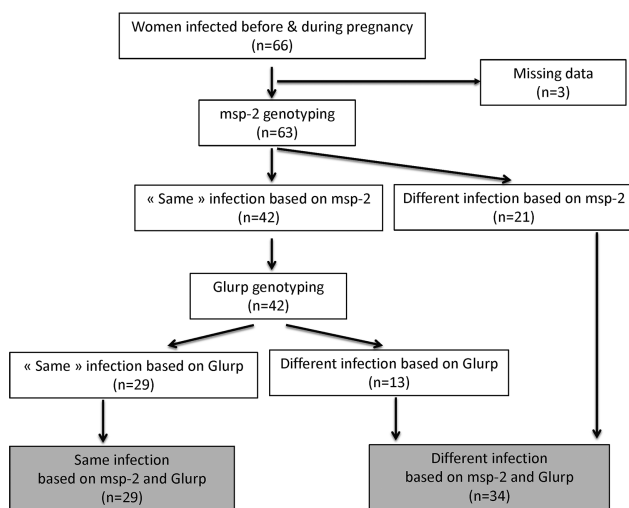 Women infected before & during pregnancy
(n=66)
Missing data
(n=3)
msp-2 genotyping
(n=63)
« Same » infection based on msp-2
(n=42)
Different infection based on msp-2
(n=21)
Glurp genotyping
(n=42)
« Same » infection based on Glurp
(n=29)
Different infection based on Glurp
(n=13)
Same infection
based on msp-2 and Glurp
(n=29)
Different infection
based on msp-2 and Glurp
(n=34)